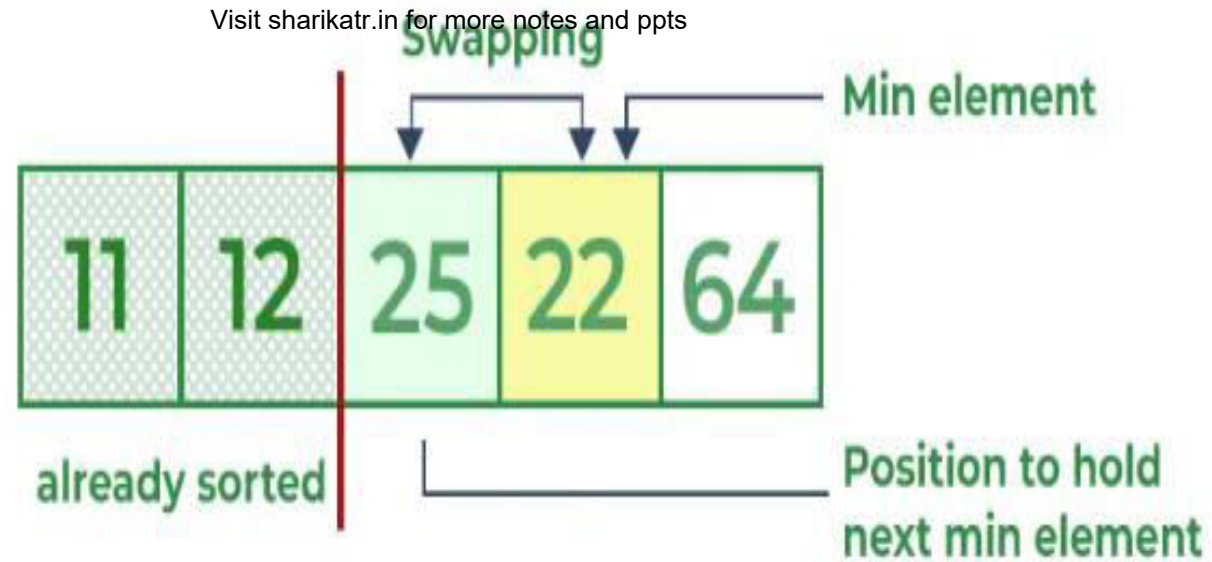 Visit sharikatr.in for more notes and ppts
Swapping
Min element
11 12 25 22 64
already sorted
Position to hold
next min element